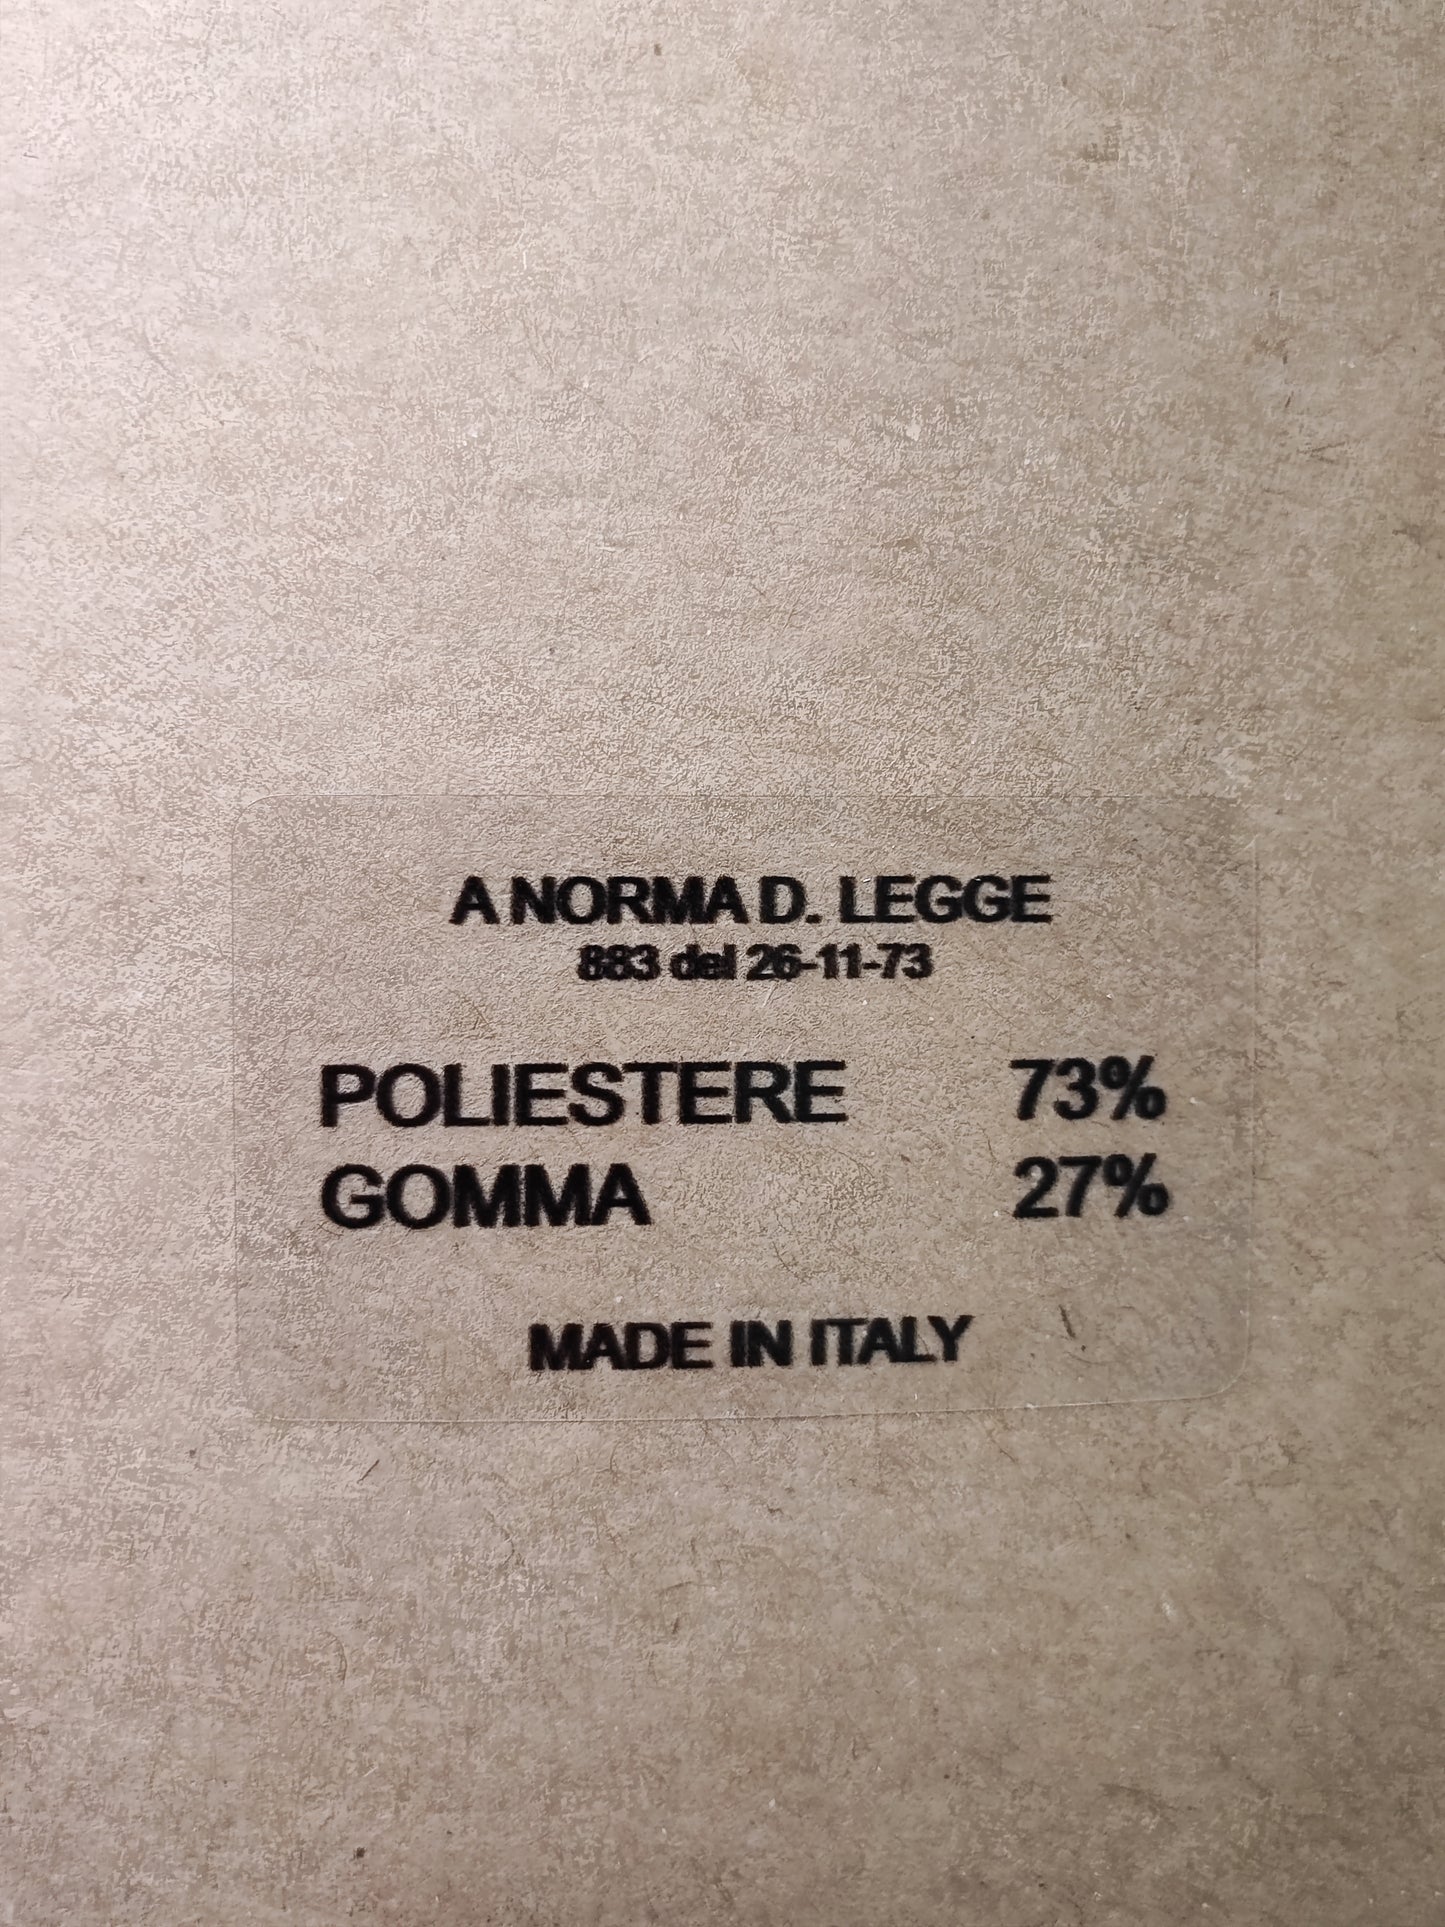 A NORMA D. LEGGE
883 del 26-11-73
POLIESTERE 73%
GOMMA 27%
MADE IN ITALY